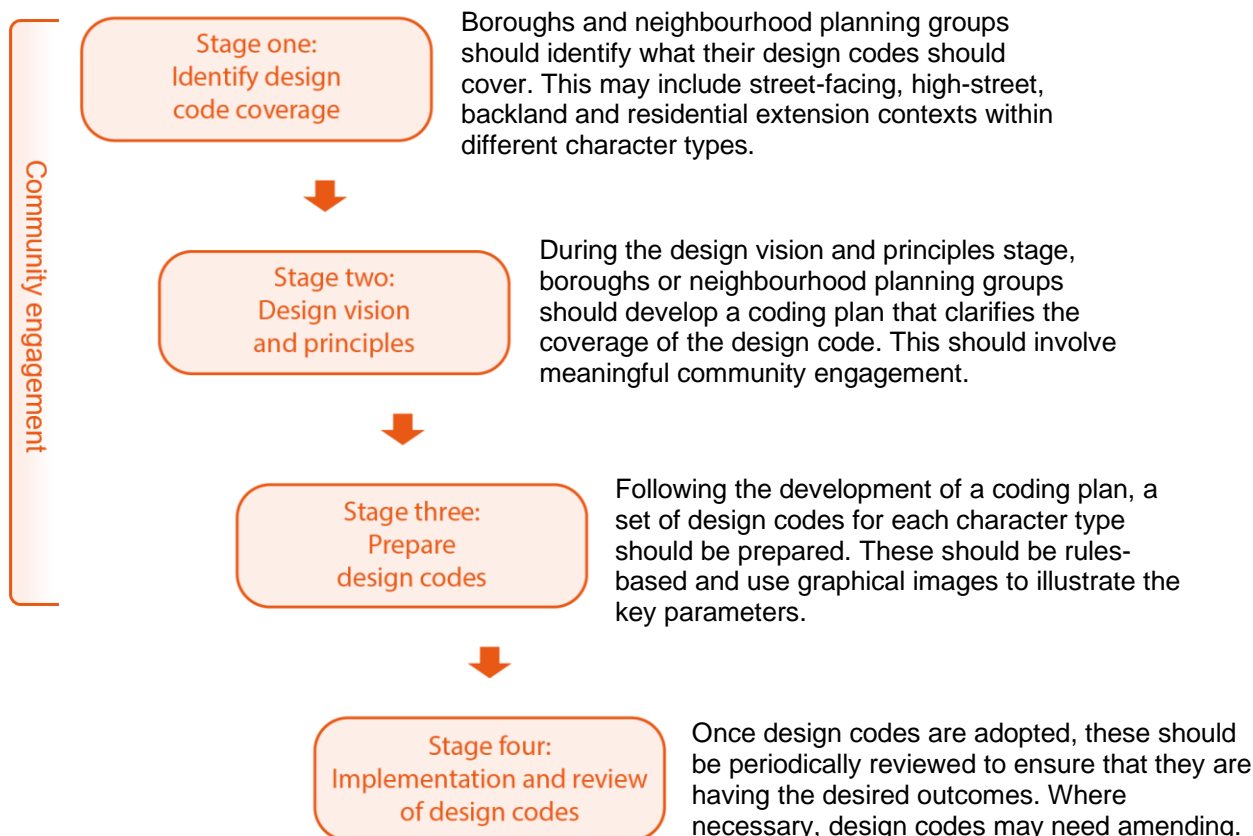 Community engagement
Stage one:
Identify design
code coverage
Boroughs and neighbourhood planning groups
should identify what their design codes should
cover. This may include street-facing, high-street,
backland and residential extension contexts within
different character types.
Stage two:
Design vision
and principles
During the design vision and principles stage,
boroughs or neighbourhood planning groups
should develop a coding plan that clarifies the
coverage of the design code. This should involve
meaningful community engagement.
Stage three:
Prepare
design codes
Following the development of a coding plan, a
set of design codes for each character type
should be prepared. These should be rules-
based and use graphical images to illustrate the
key parameters.
Stage four:
Implementation and review
of design codes
Once design codes are adopted, these should
be periodically reviewed to ensure that they are
having the desired outcomes. Where
necessary, design codes may need amending.